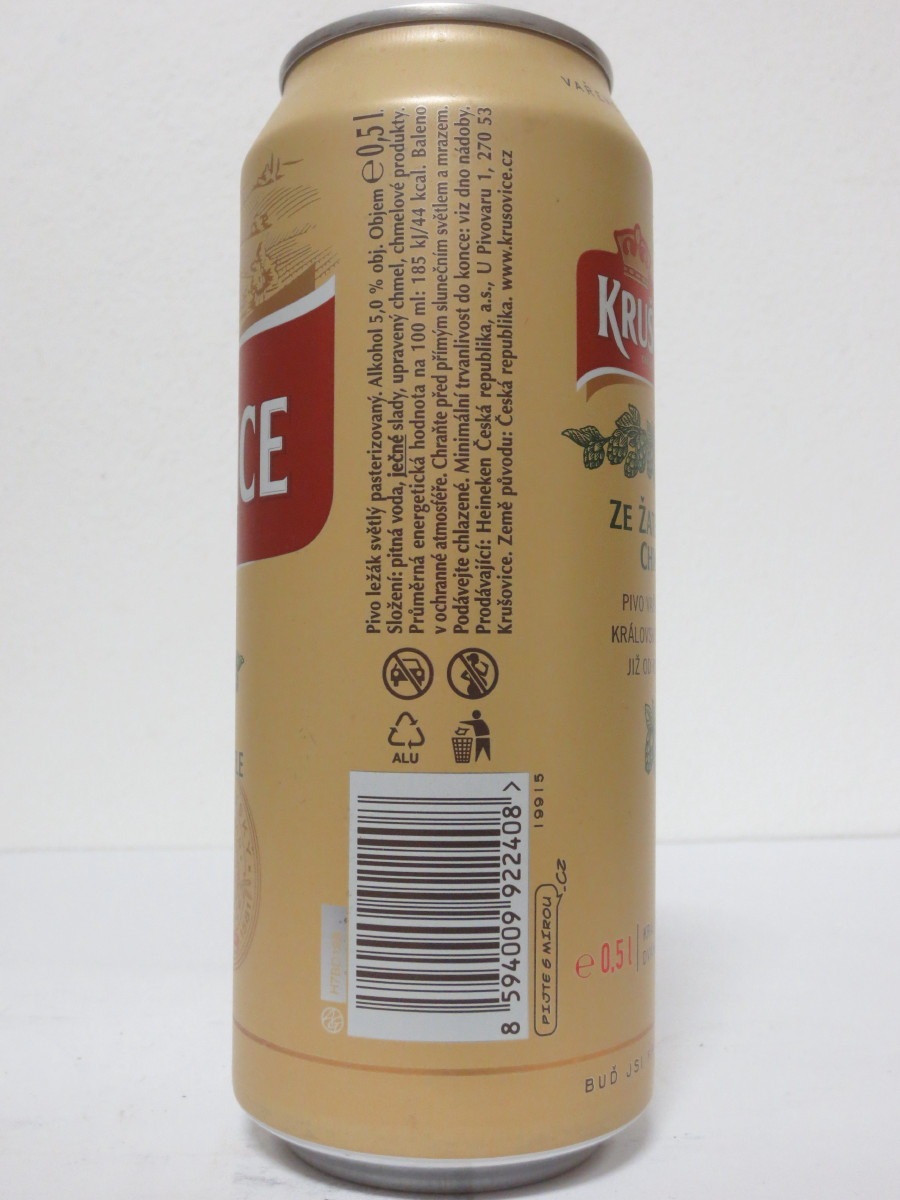 Pivo ležák světlý pasterizovaný. Alkohol 5,0 % obj. Objem e 0,5 l.
Složení: pitná voda, ječné slady, upravený chmel, chmelové produkty.
Průměrná energetická hodnota na 100 ml: 185 kJ/44 kcal. Baleno
v ochranné atmosféře. Chraňte před přímým slunečním světlem a mrazem.
Podávejte chlazené. Minimální trvanlivost do konce: viz dno nádoby.
Prodávající: Heineken Česká republika, a.s., U Pivovaru 1, 270 53
Krušovice. Země původu: Česká republika. www.krusovice.cz
ALU
8 594009 922408 >
19915
PIJTE S MÍROU.CZ
CE
LE
VAŘE
KRUŠ
ZE ŽAT
CH
PIVO
KRÁLOVSK
JIŽ OD
e 0,5 l
BUĎ JSI